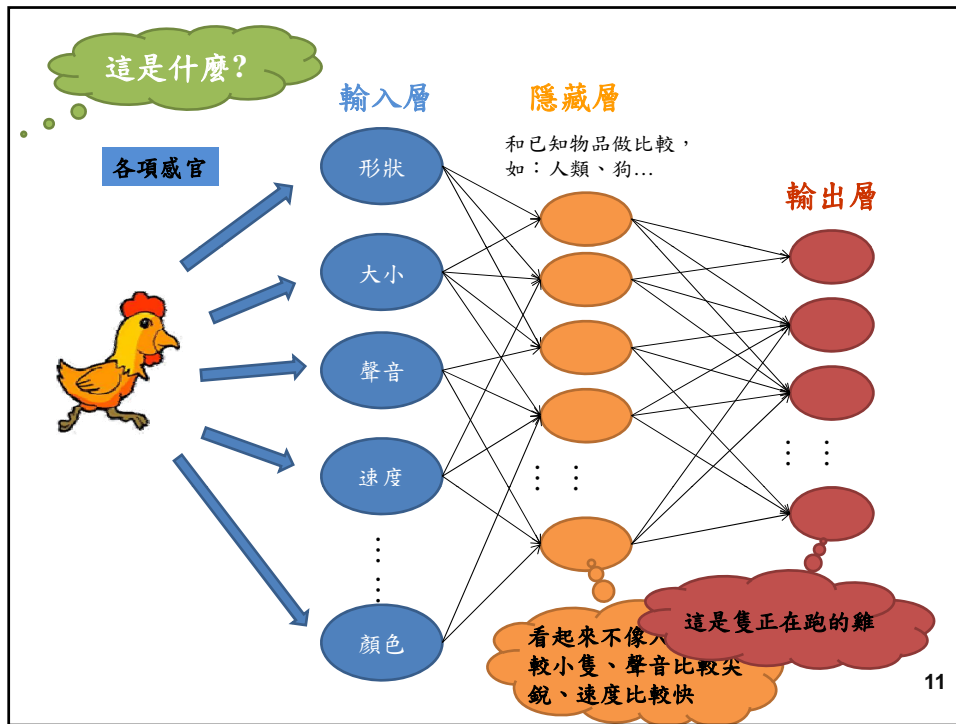 這是什麼?
輸入層
隱藏層
和已知物品做比較，
如：人類、狗…
各項感官
形狀
輸出層
大小
聲音
速度
顏色
看起來不像
較小隻、聲音比較尖
銳、速度比較快
這是隻正在跑的雞
11